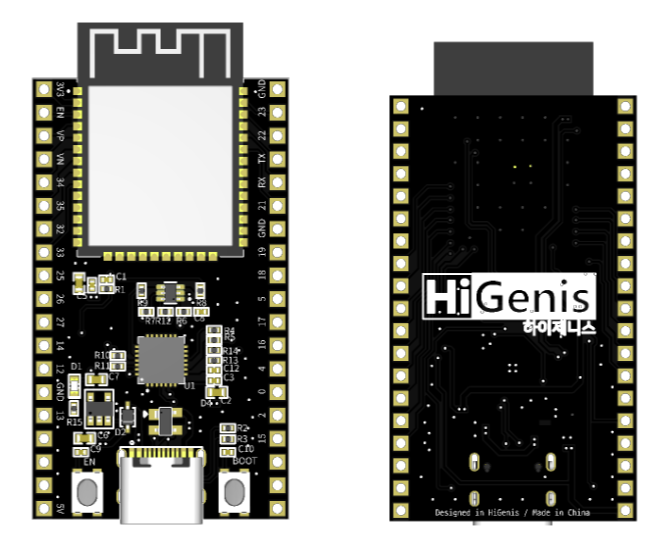 3V3
EN
VP
VN
34
35
32
33
25
26
27
14
12
GND
13
5V
GND
23
22
TX
RX
21
GND
19
18
5
17
16
4
0
2
15
C1
R1
R9
R8
R7
R12
R6
R4
R5
R14
R13
C12
C3
C2
U1
R10
R11
C7
D1
R15
C6
D2
C9
EN
R2
R3
C10
BOOT
HiGenis
하이제니스
Designed in HiGenis / Made in China